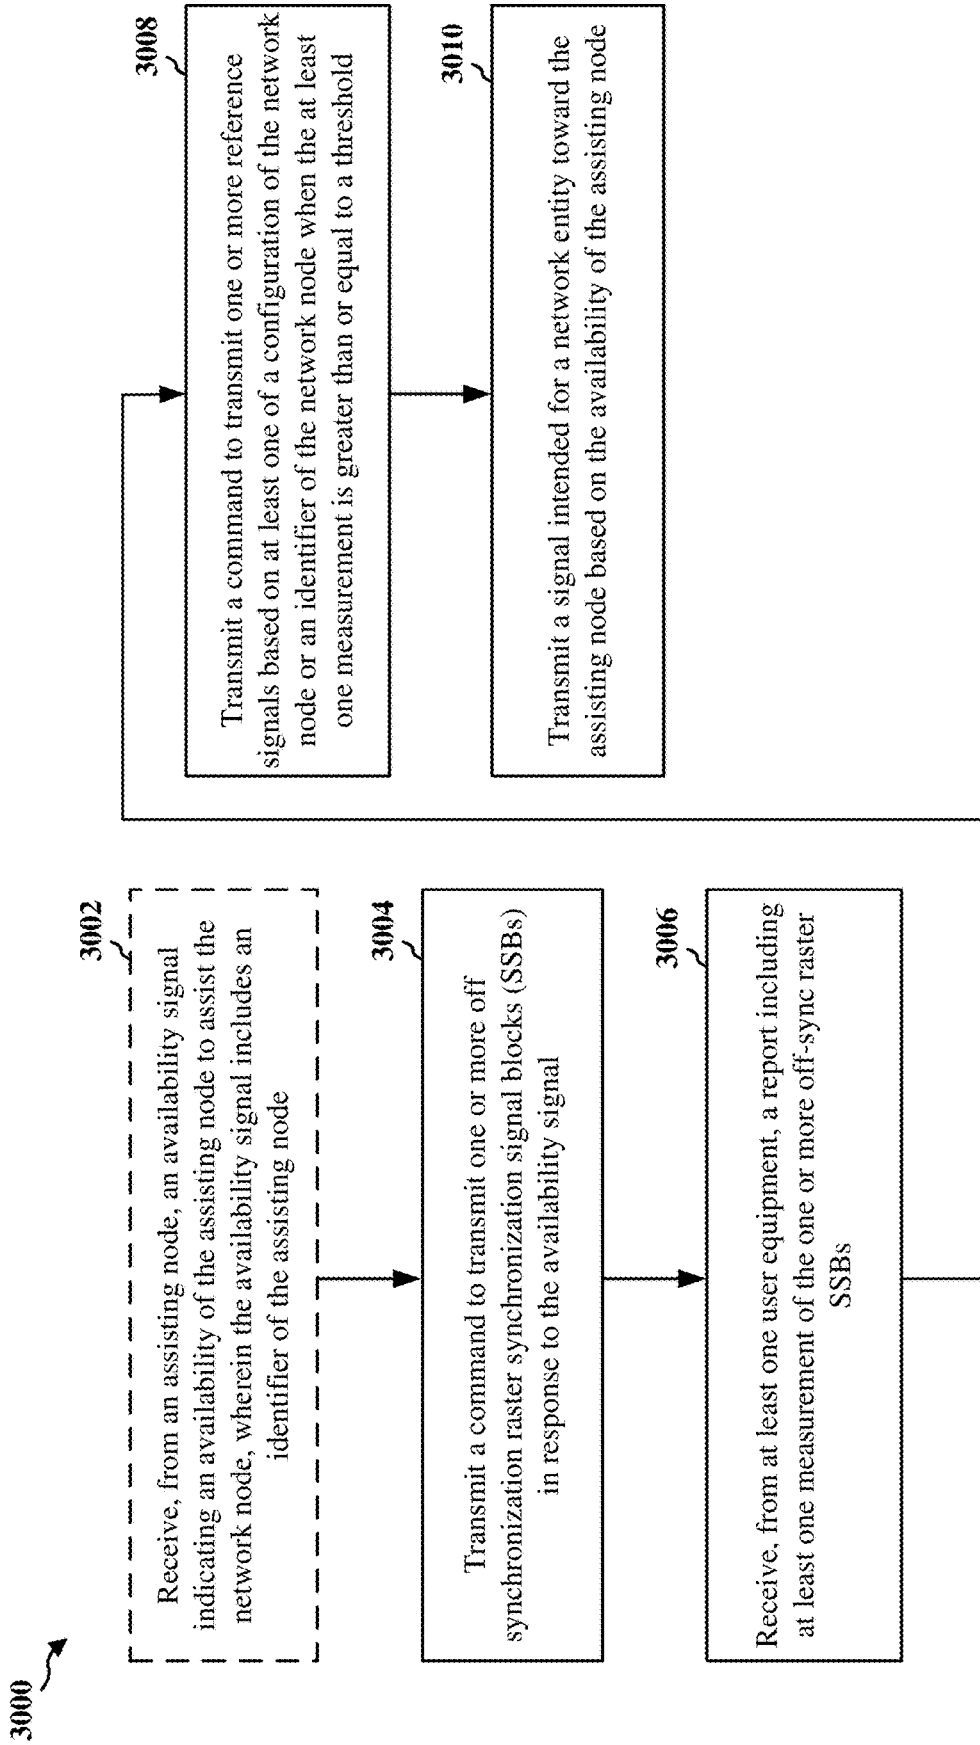 3000
3002
Receive, from an assisting node, an availability signal
indicating an availability of the assisting node to assist the
network node, wherein the availability signal includes an
identifier of the assisting node
3004
Transmit a command to transmit one or more off
synchronization raster synchronization signal blocks (SSBs)
in response to the availability signal
3006
Receive, from at least one user equipment, a report including
at least one measurement of the one or more off-sync raster
SSBs
3008
Transmit a command to transmit one or more reference
signals based on at least one of a configuration of the network
node or an identifier of the network node when the at least
one measurement is greater than or equal to a threshold
3010
Transmit a signal intended for a network entity toward the
assisting node based on the availability of the assisting node